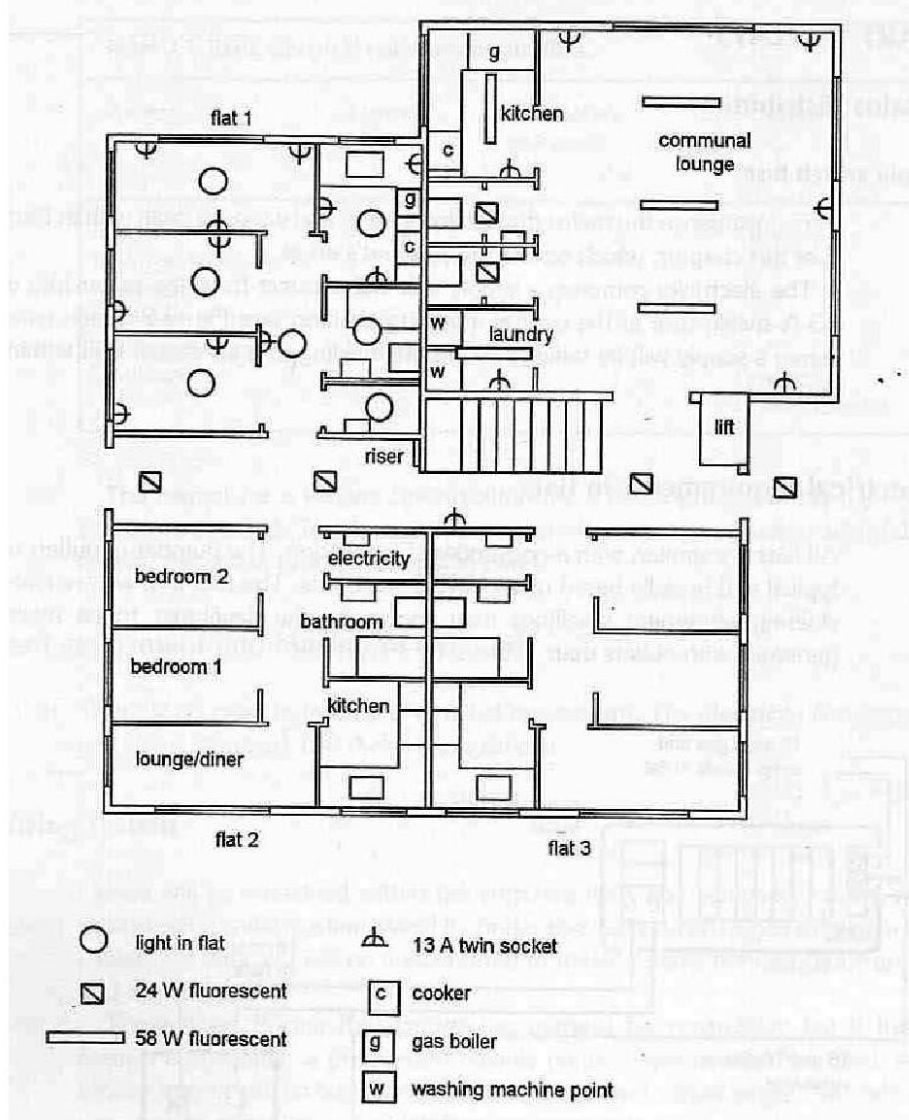 flat 1
g
kitchen
communal
lounge
c
g
c
w
laundry
w
lift
riser
electricity
bedroom 2
bathroom
bedroom 1
kitchen
lounge/diner
flat 2
flat 3
light in flat
13 A twin socket
24 W fluorescent
c cooker
58 W fluorescent
g gas boiler
w washing machine point